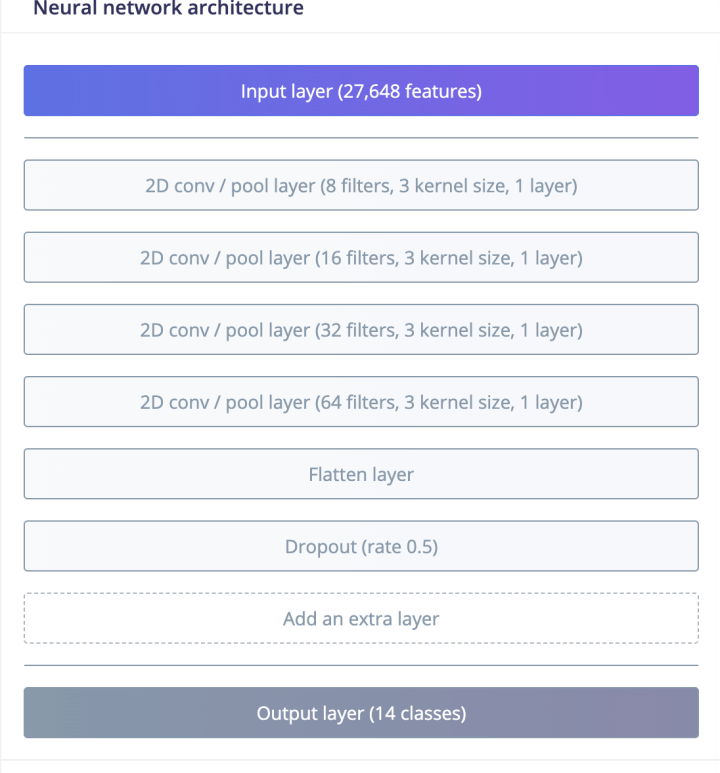 Neural network architecture
Input layer (27,648 features)
2D conv / pool layer (8 filters, 3 kernel size, 1 layer)
2D conv / pool layer (16 filters, 3 kernel size, 1 layer)
2D conv / pool layer (32 filters, 3 kernel size, 1 layer)
2D conv / pool layer (64 filters, 3 kernel size, 1 layer)
Flatten layer
Dropout (rate 0.5)
Add an extra layer
Output layer (14 classes)